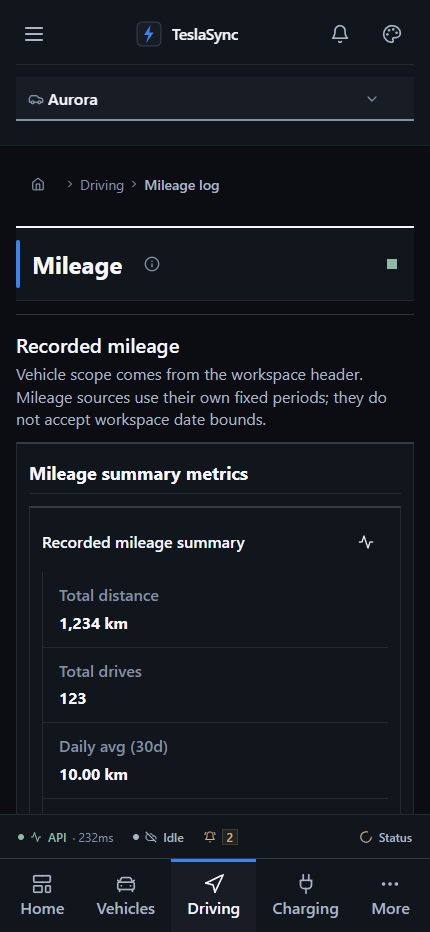 TeslaSync
Aurora
Driving
Mileage log
Mileage
Recorded mileage
Vehicle scope comes from the workspace header.
Mileage sources use their own fixed periods; they do
not accept workspace date bounds.
Mileage summary metrics
Recorded mileage summary
Total distance
1,234 km
Total drives
123
Daily avg (30d)
10.00 km
API · 232ms
Idle
2
Status
Home
Vehicles
Driving
Charging
More